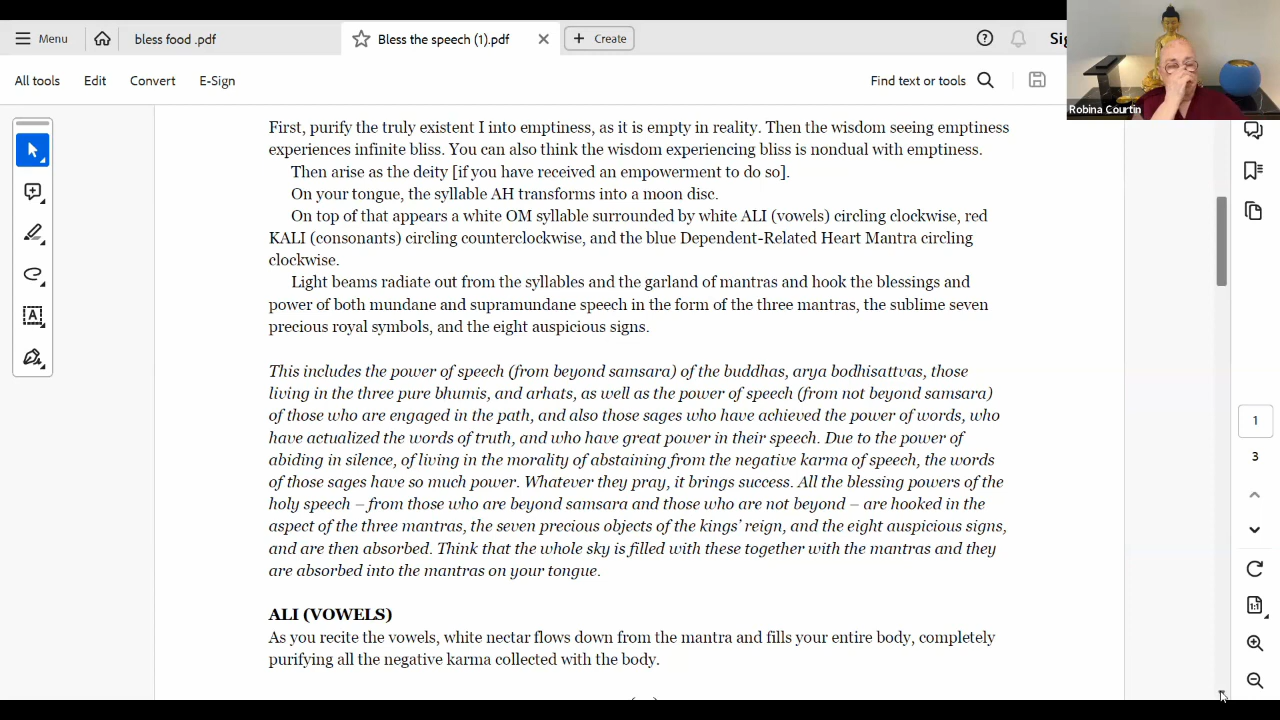 Menu
bless food .pdf
Bless the speech (1).pdf
Create
Sig
Robina Courtin
All tools
Edit
Convert
E-Sign
Find text or tools
First, purify the truly existent I into emptiness, as it is empty in reality. Then the wisdom seeing emptiness
experiences infinite bliss. You can also think the wisdom experiencing bliss is nondual with emptiness.
Then arise as the deity [if you have received an empowerment to do so].
On your tongue, the syllable AH transforms into a moon disc.
On top of that appears a white OM syllable surrounded by white ALI (vowels) circling clockwise, red
KALI (consonants) circling counterclockwise, and the blue Dependent-Related Heart Mantra circling
clockwise.
Light beams radiate out from the syllables and the garland of mantras and hook the blessings and
power of both mundane and supramundane speech in the form of the three mantras, the sublime seven
precious royal symbols, and the eight auspicious signs.
This includes the power of speech (from beyond samsara) of the buddhas, arya bodhisattvas, those
living in the three pure bhumis, and arhats, as well as the power of speech (from not beyond samsara)
of those who are engaged in the path, and also those sages who have achieved the power of words, who
have actualized the words of truth, and who have great power in their speech. Due to the power of
abiding in silence, of living in the morality of abstaining from the negative karma of speech, the words
of those sages have so much power. Whatever they pray, it brings success. All the blessing powers of the
holy speech – from those who are beyond samsara and those who are not beyond – are hooked in the
aspect of the three mantras, the seven precious objects of the kings' reign, and the eight auspicious signs,
and are then absorbed. Think that the whole sky is filled with these together with the mantras and they
are absorbed into the mantras on your tongue.
ALI (VOWELS)
As you recite the vowels, white nectar flows down from the mantra and fills your entire body, completely
purifying all the negative karma collected with the body.
1
3
1:1